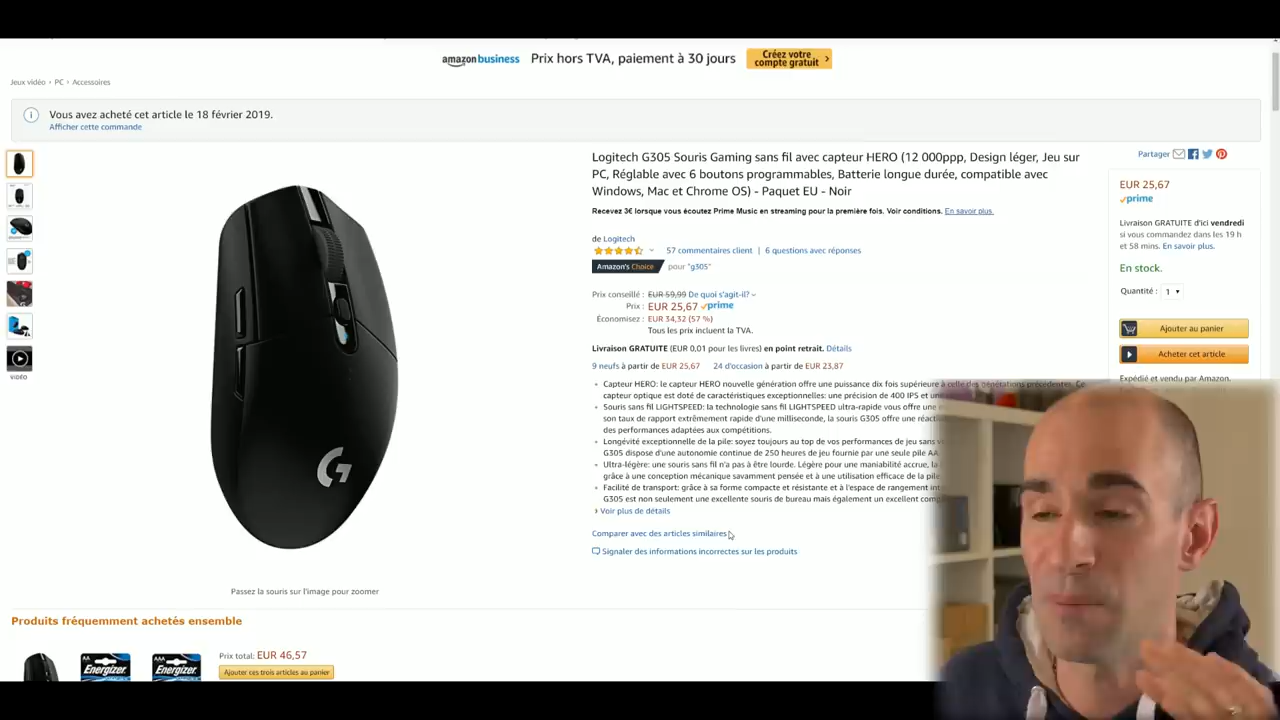 amazonbusiness Prix hors TVA, paiement à 30 jours Créez votre compte gratuit ›
Jeux vidéo › PC › Accessoires
Vous avez acheté cet article le 18 février 2019.
Afficher cette commande
VIDÉO
G
Passez la souris sur l'image pour zoomer
Logitech G305 Souris Gaming sans fil avec capteur HERO (12 000ppp, Design léger, Jeu sur
PC, Réglable avec 6 boutons programmables, Batterie longue durée, compatible avec
Windows, Mac et Chrome OS) - Paquet EU - Noir
Recevez 3€ lorsque vous écoutez Prime Music en streaming pour la première fois. Voir conditions. En savoir plus.
de Logitech
57 commentaires client | 6 questions avec réponses
Amazon's Choice pour "g305"
Prix conseillé : EUR 59,99 De quoi s'agit-il?
Prix : EUR 25,67 prime
Économisez : EUR 34,32 (57 %)
Tous les prix incluent la TVA.
Livraison GRATUITE (EUR 0,01 pour les livres) en point retrait. Détails
9 neufs à partir de EUR 25,67 24 d'occasion à partir de EUR 23,87
Capteur HERO: le capteur HERO nouvelle génération offre une puissance dix fois supérieure à celle des générations précédentes. Ce
capteur optique est doté de caractéristiques exceptionnelles: une précision de 400 IPS et
Souris sans fil LIGHTSPEED: la technologie sans fil LIGHTSPEED ultra-rapide vous offre une
son taux de rapport extrêmement rapide d'une milliseconde, la souris G305 offre une
des performances adaptées aux compétitions.
Longévité exceptionnelle de la pile: soyez toujours au top de vos performances de jeu sans
G305 dispose d'une autonomie continue de 250 heures de jeu fournie par une seule pile AA
Ultra-légère: une souris sans fil n'a pas à être lourde. Légère pour une maniabilité accrue, la
grâce à une conception mécanique savamment pensée et à une utilisation efficace de la
Facilité de transport: grâce à sa forme compacte et résistante et à l'espace de rangement
G305 est non seulement une excellente souris de bureau mais également un excellent
› Voir plus de détails
Comparer avec des articles similaires
Signaler des informations incorrectes sur les produits
Partager
EUR 25,67
prime
Livraison GRATUITE d'ici vendredi
si vous commandez dans les 19 h
et 58 mins. En savoir plus.
En stock.
Quantité : 1
Ajouter au panier
Acheter cet article
Expédié et vendu par Amazon.
Produits fréquemment achetés ensemble
AA Energizer
AAA Energizer
Prix total: EUR 46,57
Ajouter ces trois articles au panier